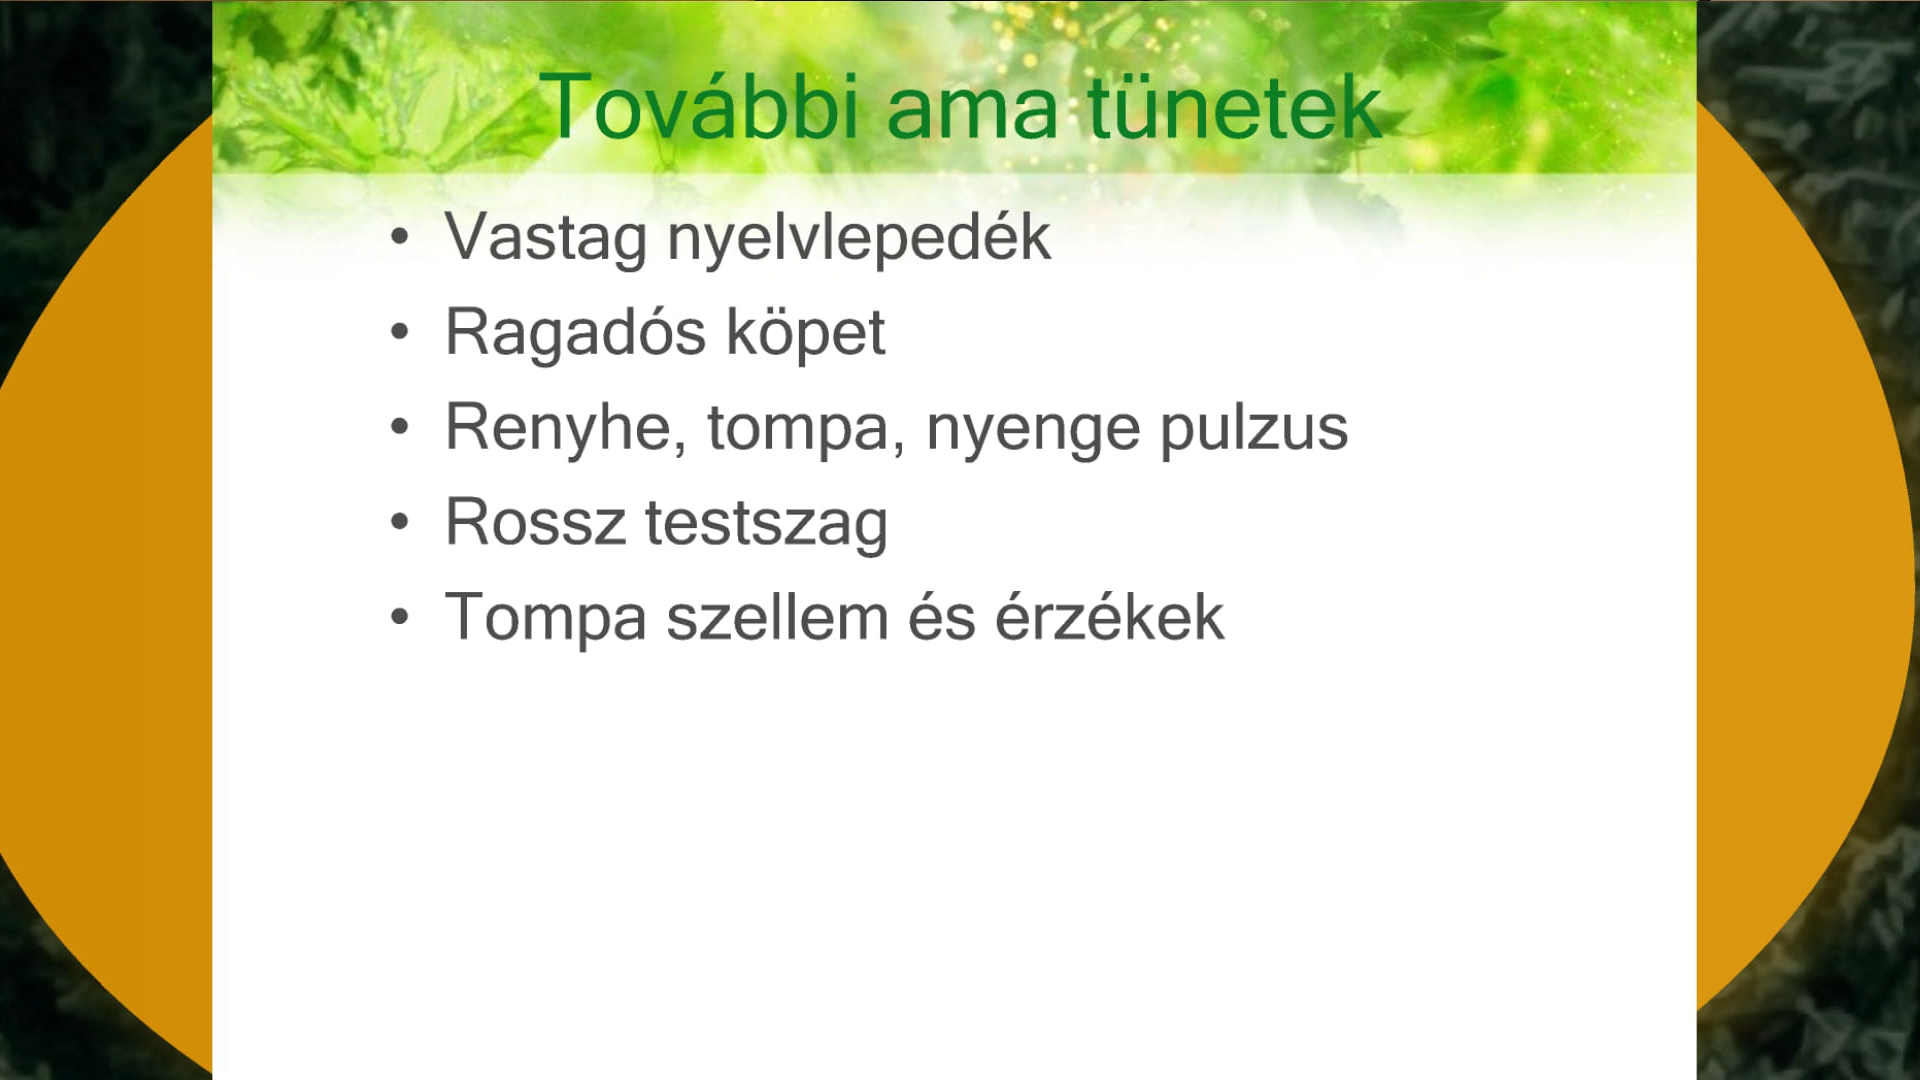 További ama tünetek
• Vastag nyelvlepedék
• Ragadós köpet
• Renyhe, tompa, nyenge pulzus
• Rossz testszag
• Tompa szellem és érzékek